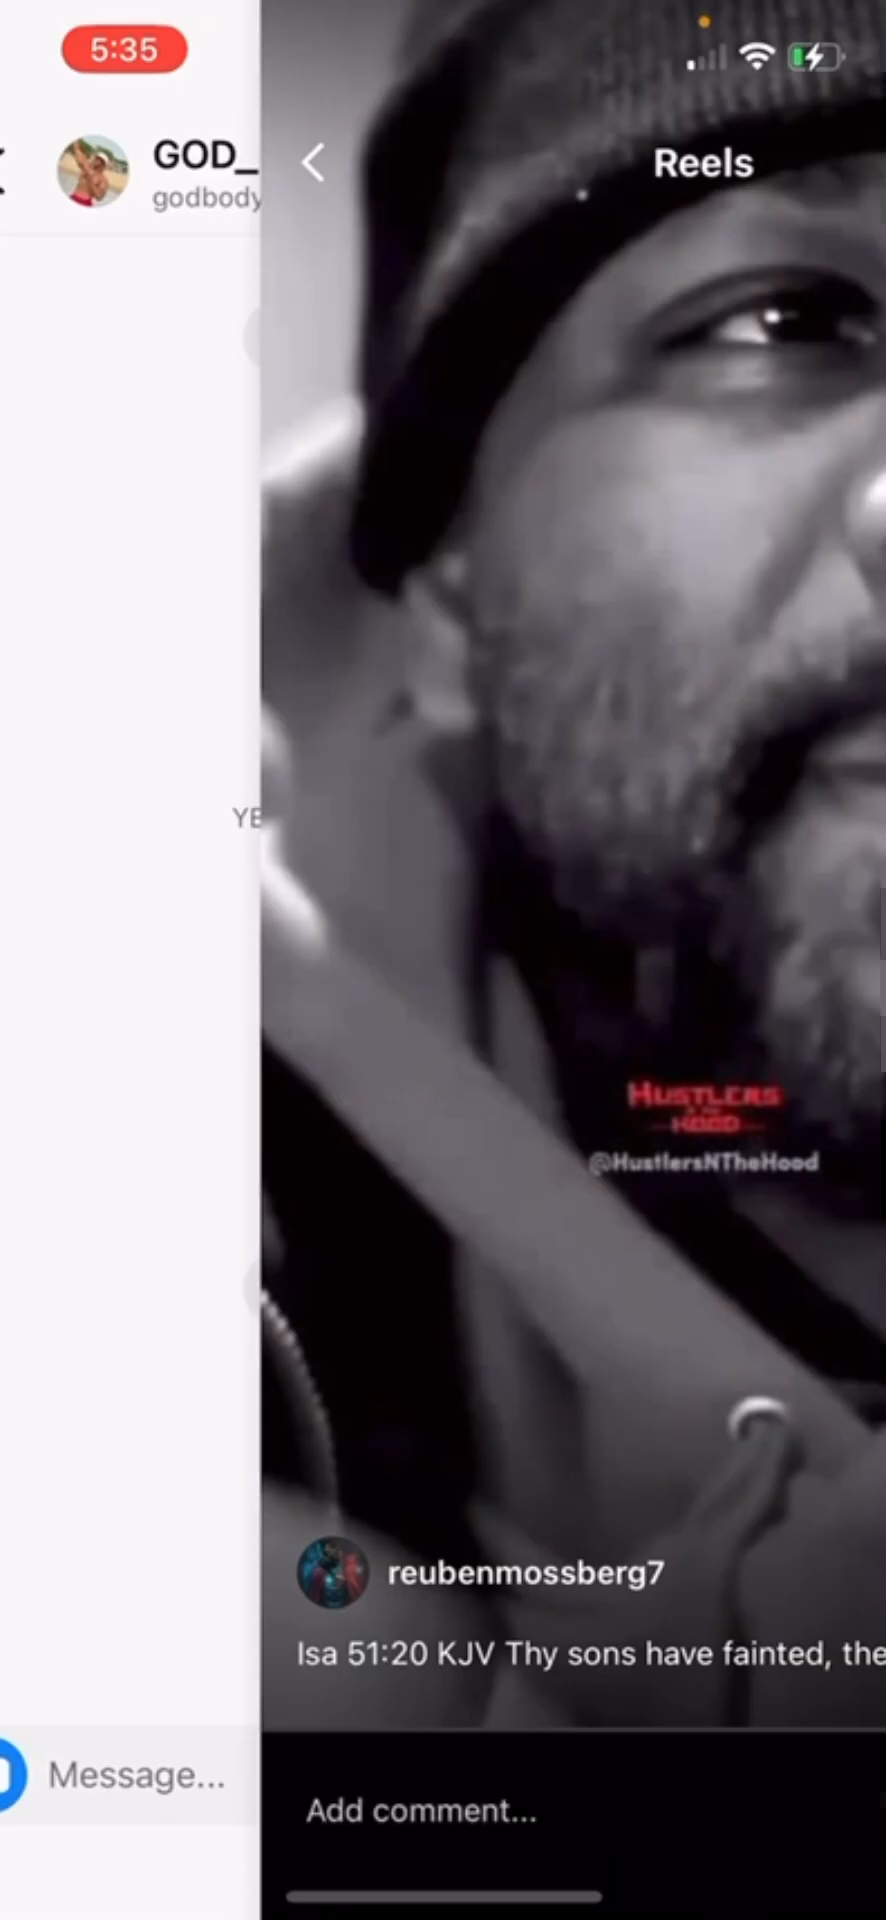 5:35
GOD_
godbody
Reels
YE
HUSTLERS
HOOD
@HustlersNTheHood
reubenmossberg7
Isa 51:20 KJV Thy sons have fainted, the
Message...
Add comment...